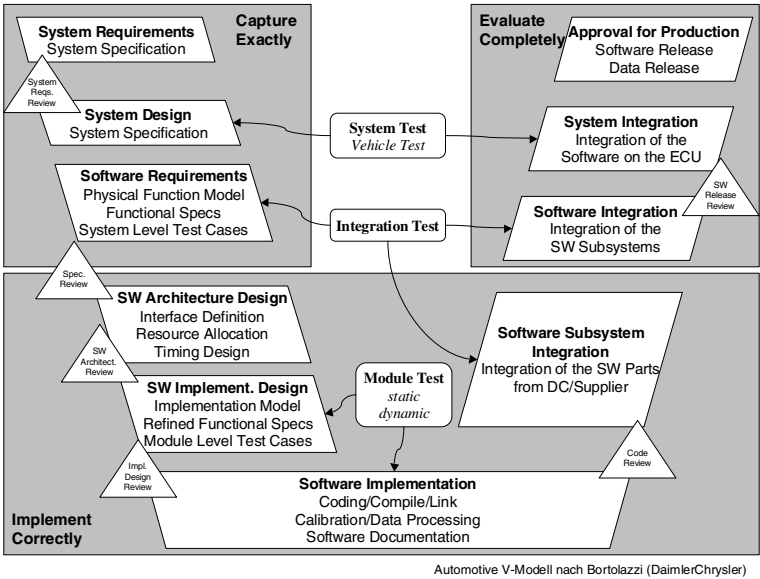 Capture
Exactly
System Requirements
System Specification
System
Reqs.
Review
System Design
System Specification
Software Requirements
Physical Function Model
Functional Specs
System Level Test Cases
System Test
Vehicle Test
Integration Test
Evaluate
Completely
Approval for Production
Software Release
Data Release
System Integration
Integration of the
Software on the ECU
SW
Release
Review
Software Integration
Integration of the
SW Subsystems
Spec.
Review
SW Architecture Design
Interface Definition
Resource Allocation
Timing Design
SW
Architect.
Review
SW Implement. Design
Implementation Model
Refined Functional Specs
Module Level Test Cases
Module Test
static
dynamic
Software Subsystem
Integration
Integration of the SW Parts
from DC/Supplier
Impl.
Design
Review
Code
Review
Software Implementation
Coding/Compile/Link
Calibration/Data Processing
Software Documentation
Implement
Correctly
Automotive V-Modell nach Bortolazzi (DaimlerChrysler)